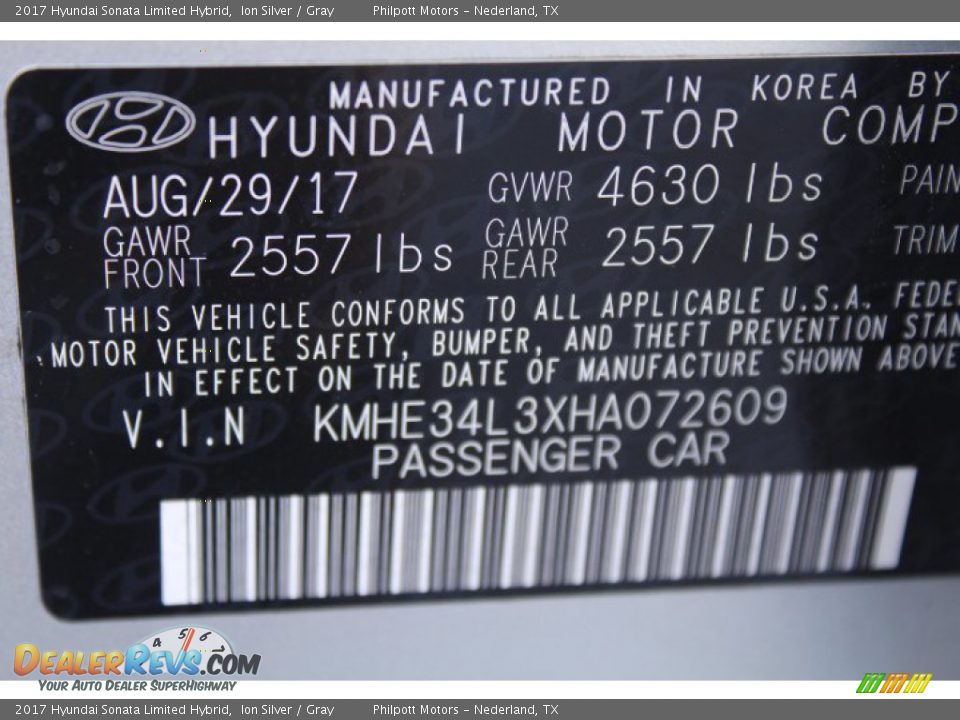 2017 Hyundai Sonata Limited Hybrid, Ion Silver / Gray Philpott Motors - Nederland, TX
MANUFACTURED IN KOREA BY
HYUNDAI MOTOR COMP
AUG/29/17 GVWR 4630 lbs PAIN
GAWR FRONT 2557 lbs GAWR REAR 2557 lbs TRIM
THIS VEHICLE CONFORMS TO ALL APPLICABLE U.S.A. FEDE
MOTOR VEHICLE SAFETY, BUMPER, AND THEFT PREVENTION STAN
IN EFFECT ON THE DATE OF MANUFACTURE SHOWN ABOVE
V.I.N KMHE34L3XHA072609
PASSENGER CAR
4 5 6
DEALERREVS.COM
YOUR AUTO DEALER SUPERHIGHWAY
2017 Hyundai Sonata Limited Hybrid, Ion Silver / Gray Philpott Motors - Nederland, TX